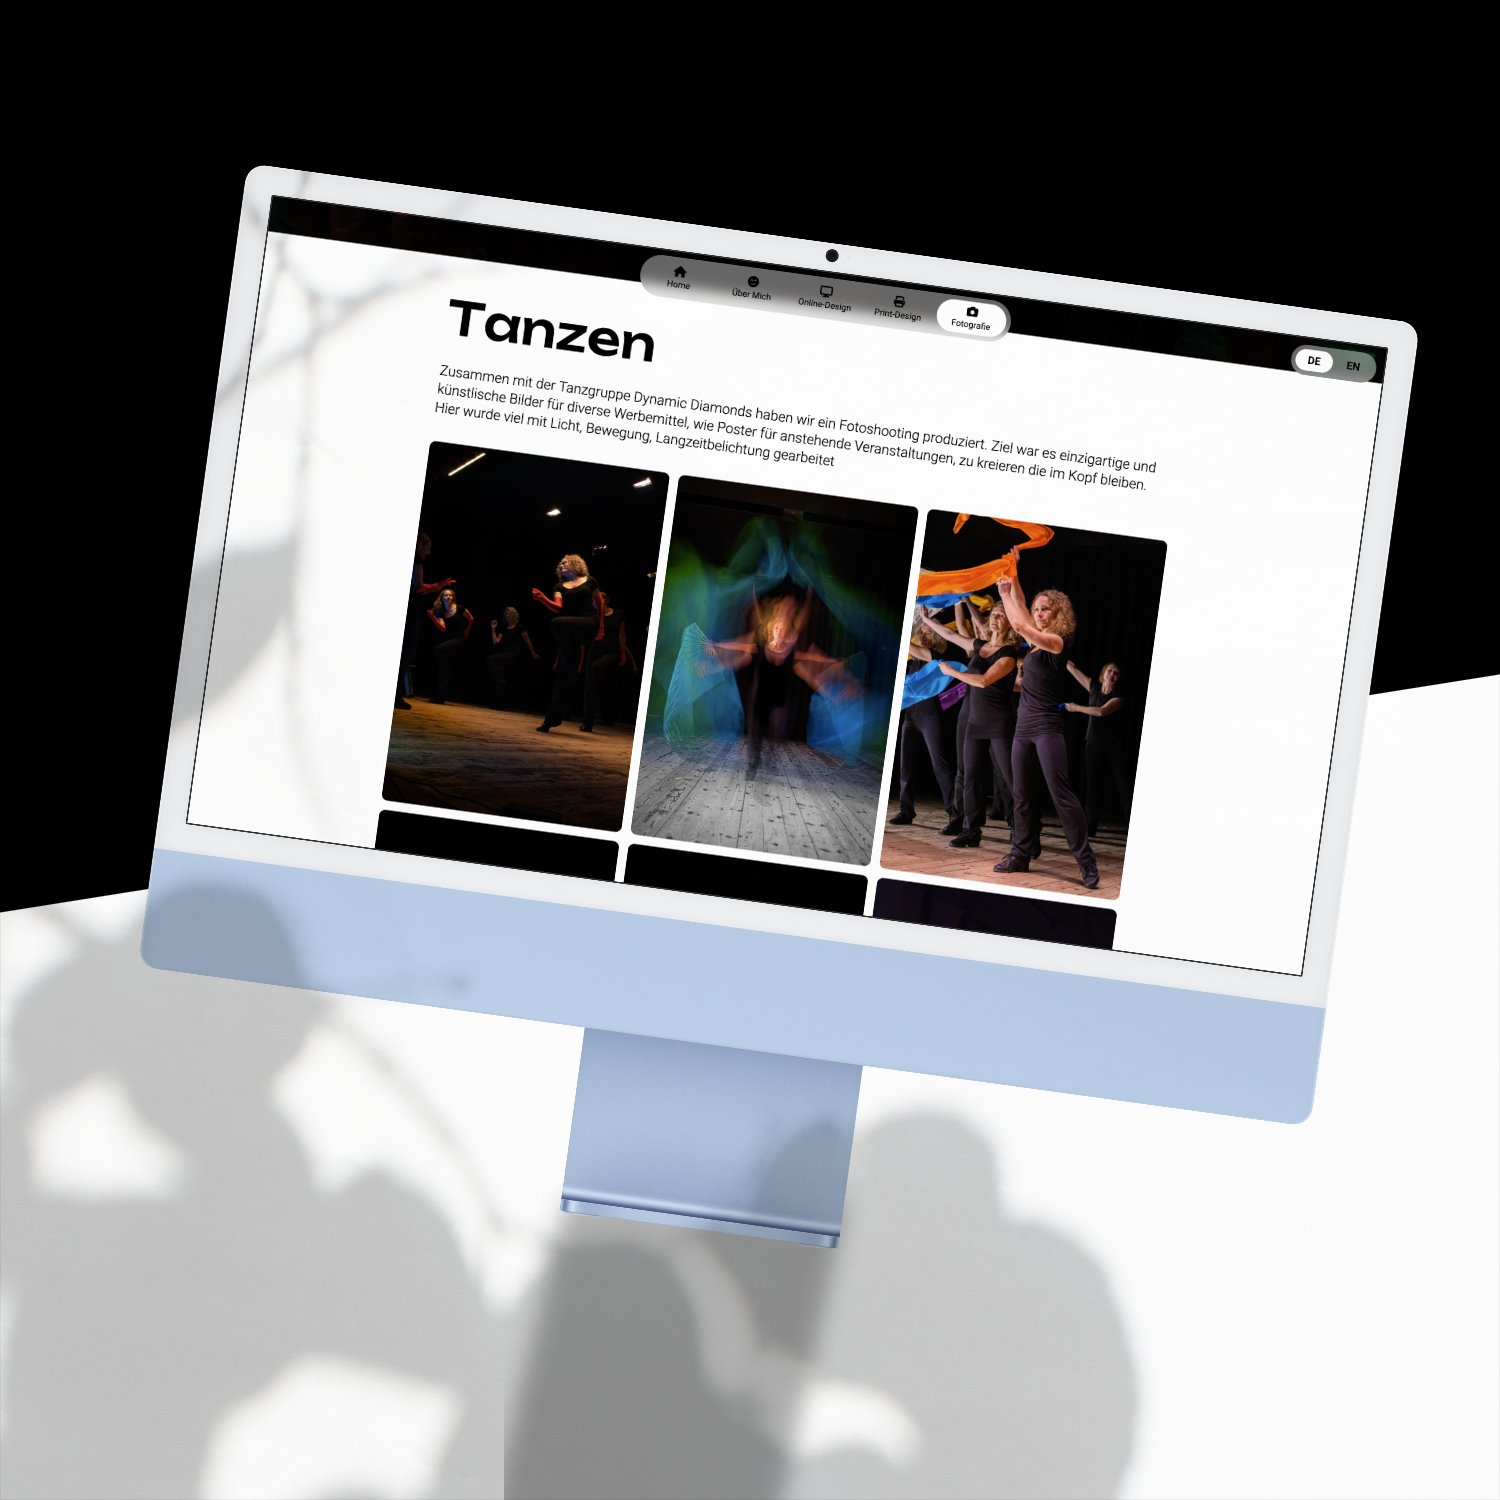 Home
Über Mich
Online-Design
Print-Design
Fotografie
DE
EN
Tanzen
Zusammen mit der Tanzgruppe Dynamic Diamonds haben wir ein Fotoshooting produziert. Ziel war es einzigartige und
künstlische Bilder für diverse Werbemittel, wie Poster für anstehende Veranstaltungen, zu kreieren die im Kopf bleiben.
Hier wurde viel mit Licht, Bewegung, Langzeitbelichtung gearbeitet